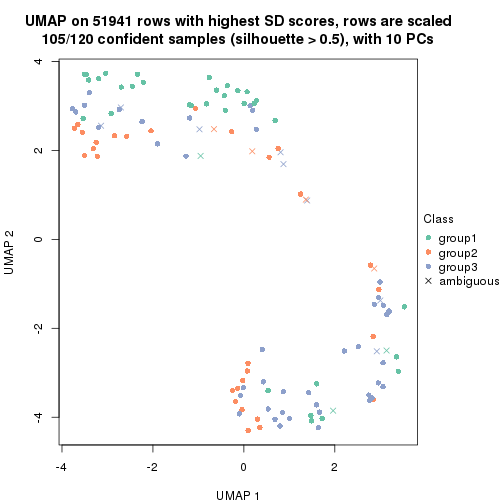 UMAP on 51941 rows with highest SD scores, rows are scaled
105/120 confident samples (silhouette > 0.5), with 10 PCs
4
2
0
-2
-4
UMAP 2
-4
-2
0
2
UMAP 1
Class
group1
group2
group3
ambiguous